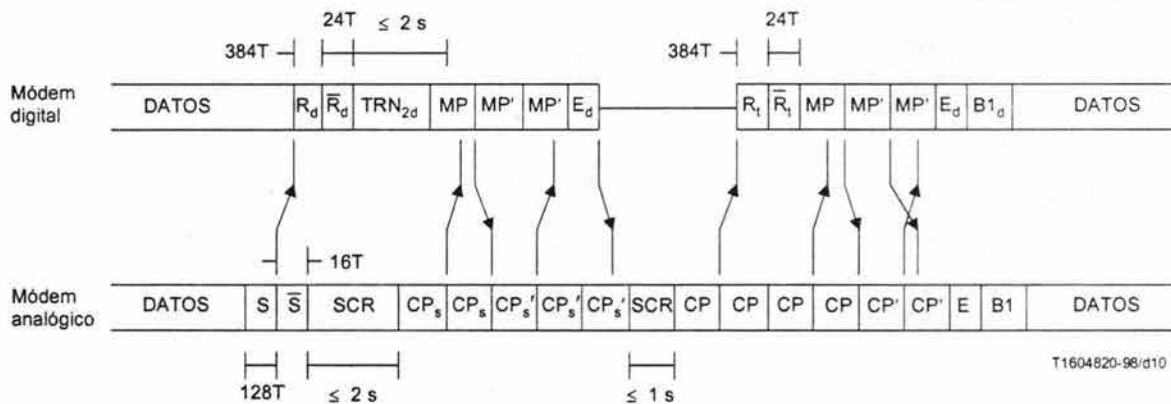 24T ≤ 2 s 24T
384T 384T
Módem digital
DATOS R_d R̅_d TRN_2d MP MP' MP' E_d R_t R̅_t MP MP' MP' E_d B1_d DATOS
16T
Módem analógico
DATOS S S̅ SCR CP_s CP_s CP_s' CP_s' CP_s' SCR CP CP CP CP CP' CP' E B1 DATOS
128T ≤ 2 s ≤ 1 s
T1604820-98/d10